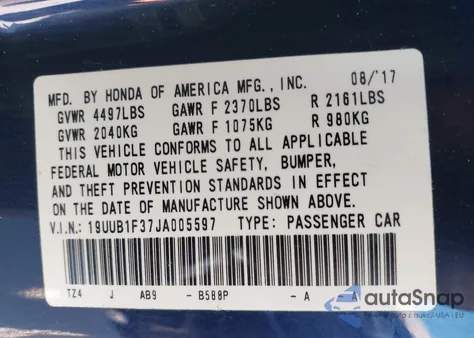 MFD. BY HONDA OF AMERICA MFG., INC. 08/'17
GVWR 4497LBS GAWR F 2370LBS R 2161LBS
GVWR 2040KG GAWR F 1075KG R 980KG
THIS VEHICLE CONFORMS TO ALL APPLICABLE
FEDERAL MOTOR VEHICLE SAFETY, BUMPER,
AND THEFT PREVENTION STANDARDS IN EFFECT
ON THE DATE OF MANUFACTURE SHOWN ABOVE.
V.I.N.: 19UUB1F37JA005597 TYPE: PASSENGER CAR
TZ4 J AB9 - B588P - A A
autoSnap